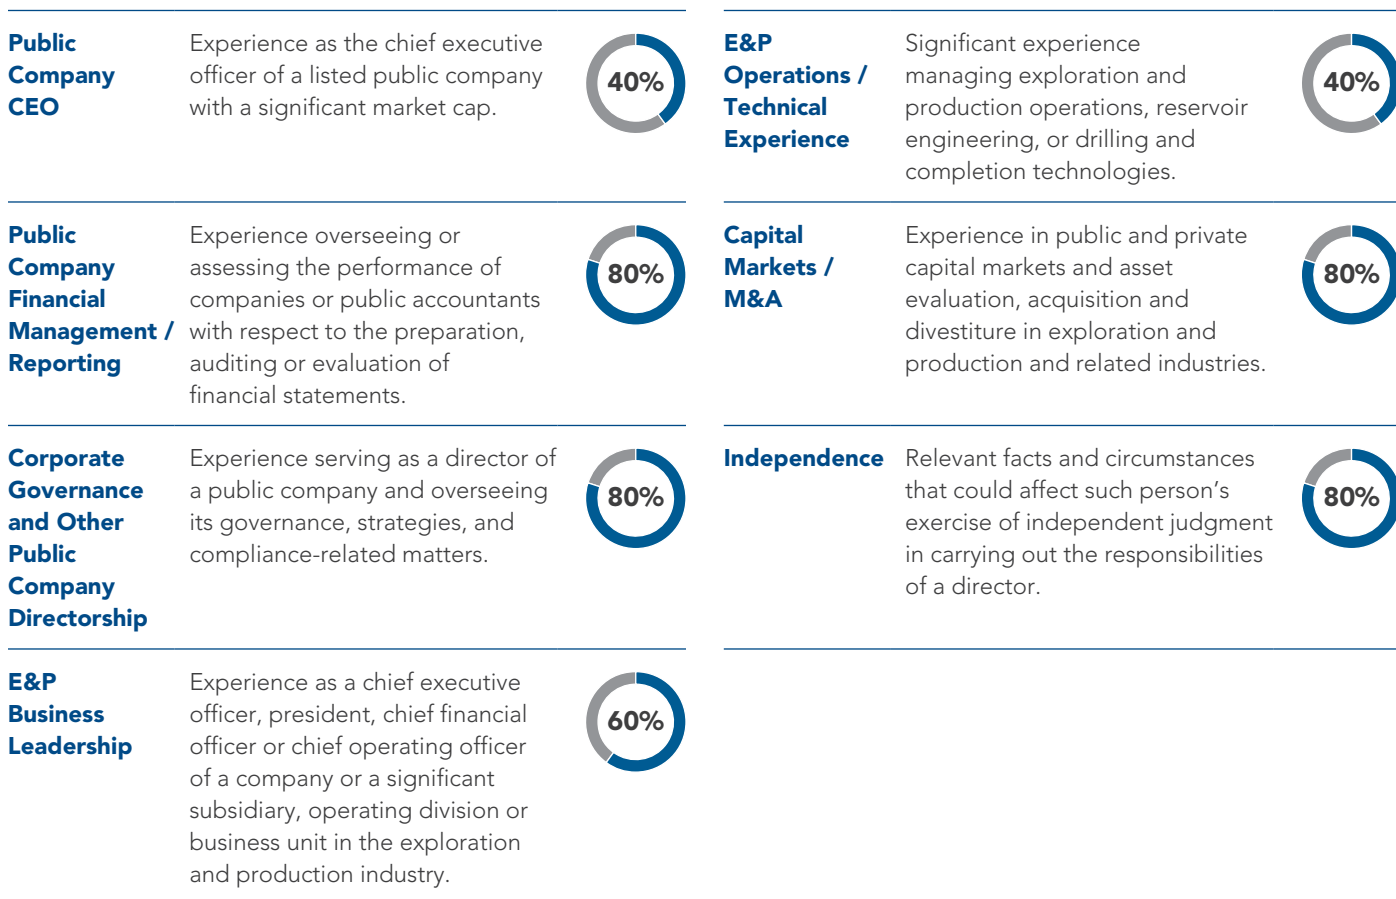 Public
Company
CEO
Experience as the chief executive
officer of a listed public company
with a significant market cap.
40%
E&P
Operations /
Technical
Experience
Significant experience
managing exploration and
production operations, reservoir
engineering, or drilling and
completion technologies.
40%
Public
Company
Financial
Management /
Reporting
Experience overseeing or
assessing the performance of
companies or public accountants
with respect to the preparation,
auditing or evaluation of
financial statements.
80%
Capital
Markets /
M&A
Experience in public and private
capital markets and asset
evaluation, acquisition and
divestiture in exploration and
production and related industries.
80%
Corporate
Governance
and Other
Public
Company
Directorship
Experience serving as a director of
a public company and overseeing
its governance, strategies, and
compliance-related matters.
80%
Independence
Relevant facts and circumstances
that could affect such person’s
exercise of independent judgment
in carrying out the responsibilities
of a director.
80%
E&P
Business
Leadership
Experience as a chief executive
officer, president, chief financial
officer or chief operating officer
of a company or a significant
subsidiary, operating division or
business unit in the exploration
and production industry.
60%